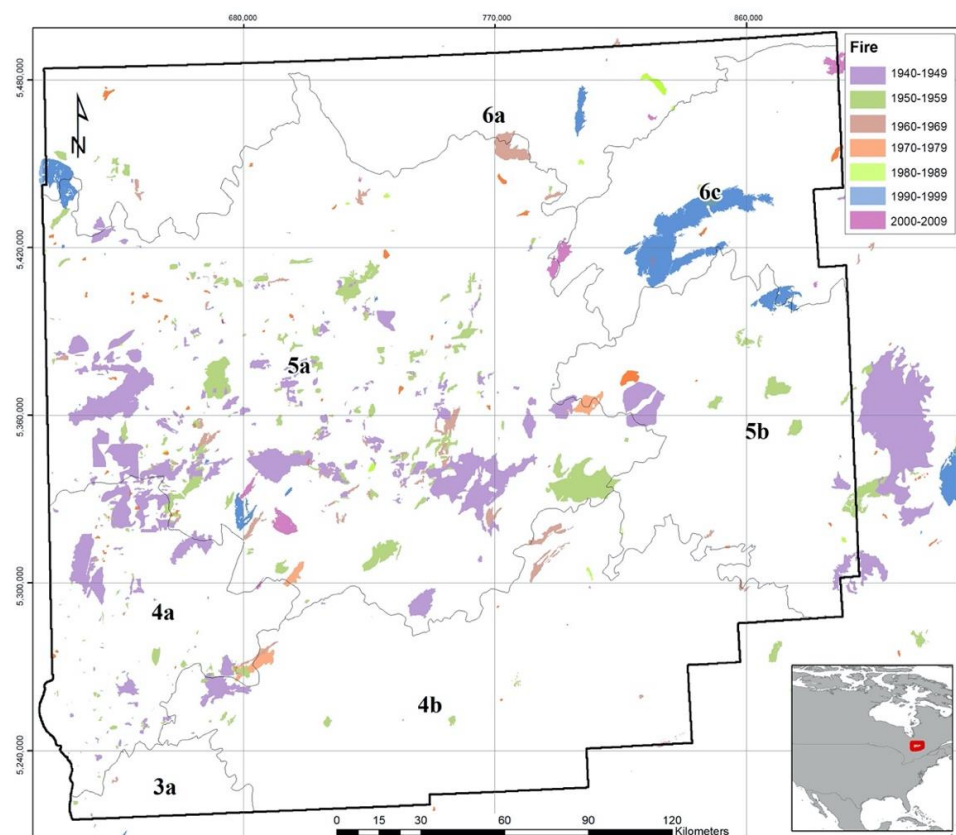 680,000 770,000 860,000
5,480,000
Fire
1940-1949
1950-1959
1960-1969
1970-1979
1980-1989
1990-1999
2000-2009
N
6a
6c
5,420,000
5a
5,360,000
5b
5,300,000
4a
4b
5,240,000
3a
0 15 30 60 90 120
Kilometers